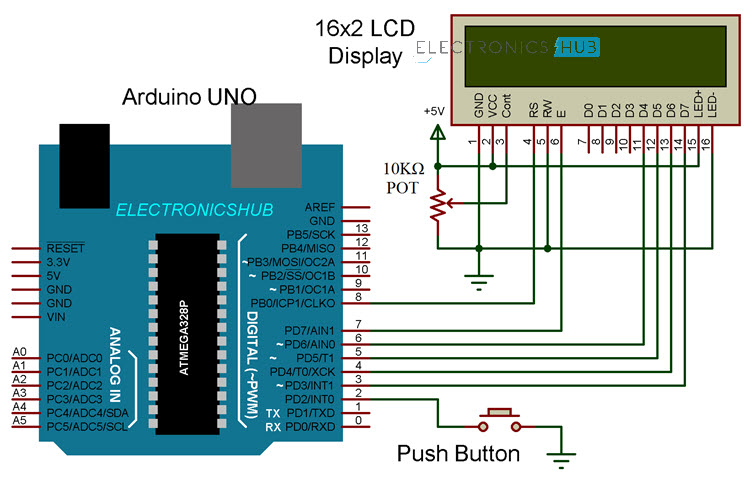 16x2 LCD
Display
ELECTRONICSHUB
Arduino UNO
+5V
GND
VCC
Cont
RS
RW
E
D0
D1
D2
D3
D4
D5
D6
D7
LED+
LED-
1
2
3
4
5
6
7
8
9
10
11
12
13
14
15
16
10KΩ
POT
ELECTRONICSHUB
RESET
3.3V
5V
GND
GND
VIN
A0 PC0/ADC0
A1 PC1/ADC1
A2 PC2/ADC2
A3 PC3/ADC3
A4 PC4/ADC4/SDA
A5 PC5/ADC5/SCL
ANALOG IN
ATMEGA328P
DIGITAL (~PWM)
AREF
GND
PB5/SCK 13
PB4/MISO 12
~PB3/MOSI/OC2A 11
~PB2/SS/OC1B 10
~PB1/OC1A 9
PB0/ICP1/CLKO 8
PD7/AIN1 7
~PD6/AIN0 6
~PD5/T1 5
PD4/T0/XCK 4
~PD3/INT1 3
PD2/INT0 2
TX PD1/TXD 1
RX PD0/RXD 0
Push Button